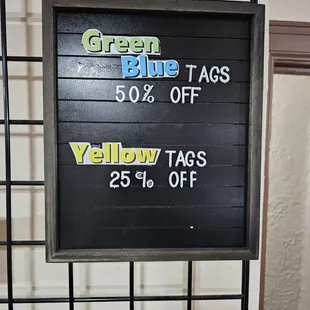 Green
Blue TAGS
50% OFF
Yellow TAGS
25% OFF